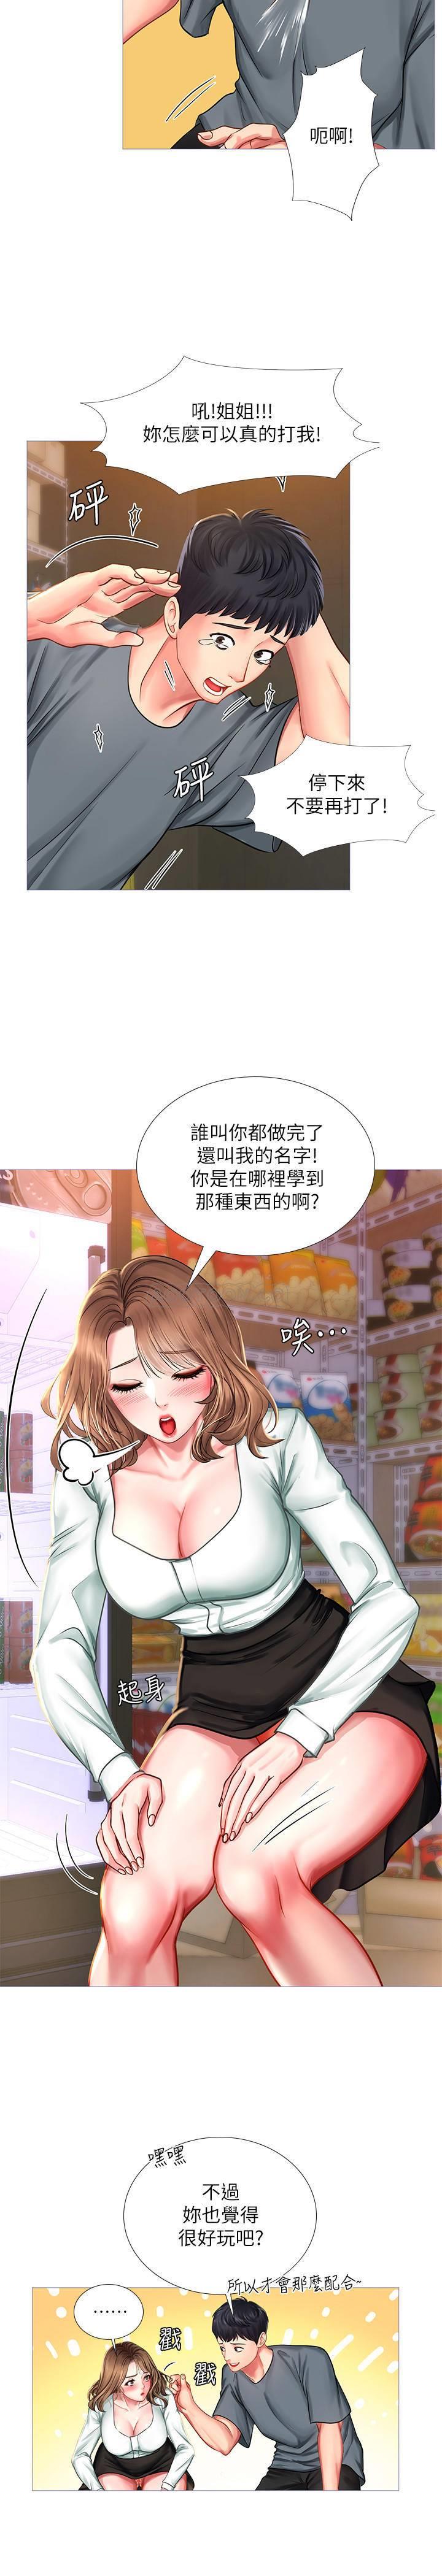 呃啊!
吼!姐姐!!!
妳怎麼可以真的打我!
砰
砰
停下來
不要再打了!
誰叫你都做完了
還叫我的名字!
你是在哪裡學到
那種東西的啊?
唉...
起身
嘿嘿
不過
妳也覺得
很好玩吧?
所以才會那麼配合~
......
戳
戳